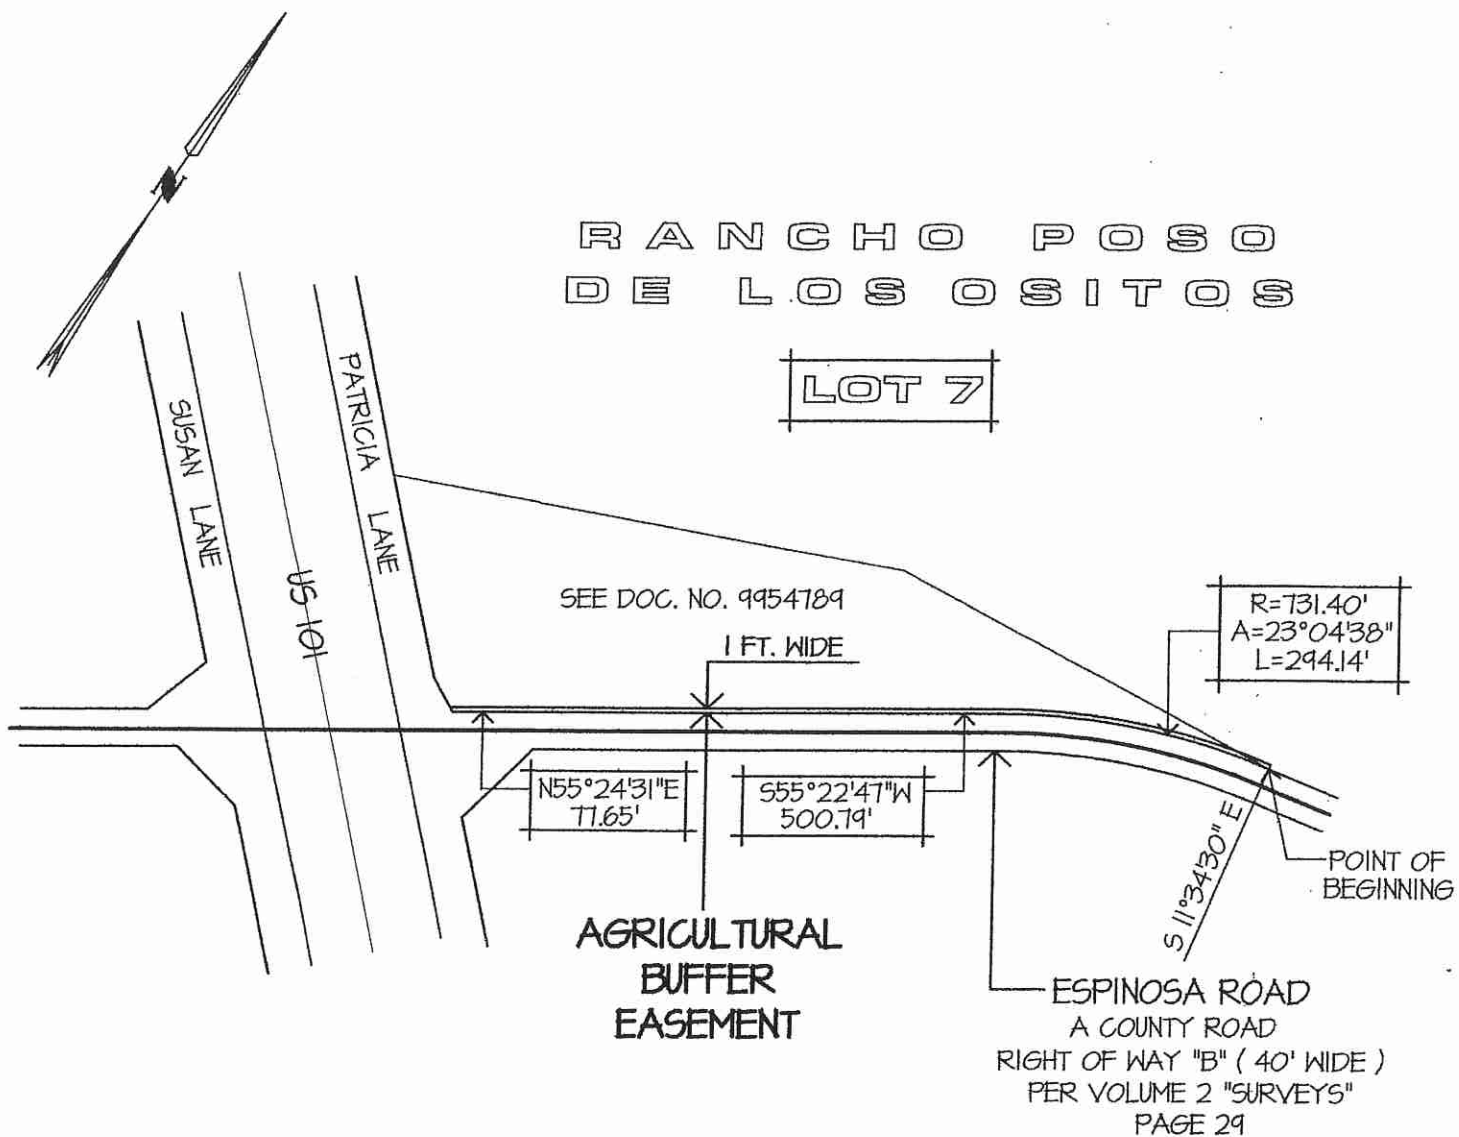 N
RANCHO POSO
DE LOS OSITOS
LOT 7
SUSAN LANE
US 101
PATRICIA LANE
SEE DOC. NO. 9954789
1 FT. WIDE
R=731.40'
A=23°04'38"
L=294.14'
N55°24'31"E
77.65'
S55°22'47"W
500.79'
S 11°34'30" E
POINT OF
BEGINNING
AGRICULTURAL
BUFFER
EASEMENT
ESPINOSA ROAD
A COUNTY ROAD
RIGHT OF WAY "B" ( 40' WIDE )
PER VOLUME 2 "SURVEYS"
PAGE 29